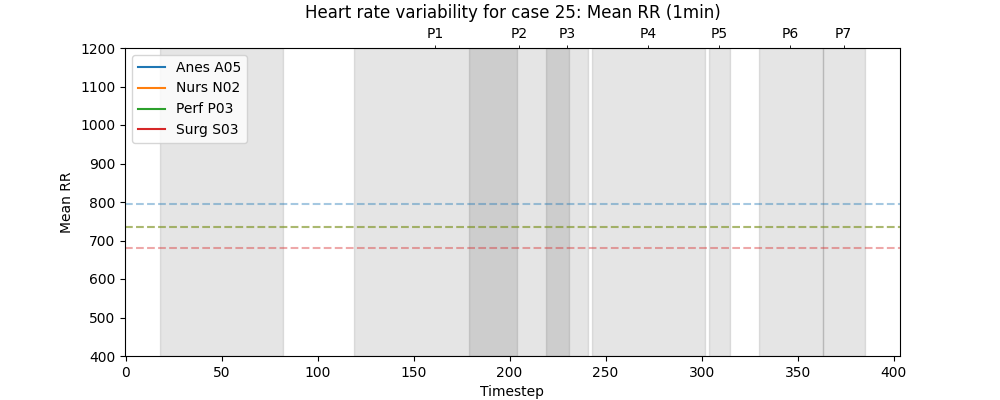 Heart rate variability for case 25: Mean RR (1min)
P1 P2 P3 P4 P5 P6 P7
1200
1100
1000
900
800
700
600
500
400
Mean RR
Anes A05
Nurs N02
Perf P03
Surg S03
0 50 100 150 200 250 300 350 400
Timestep